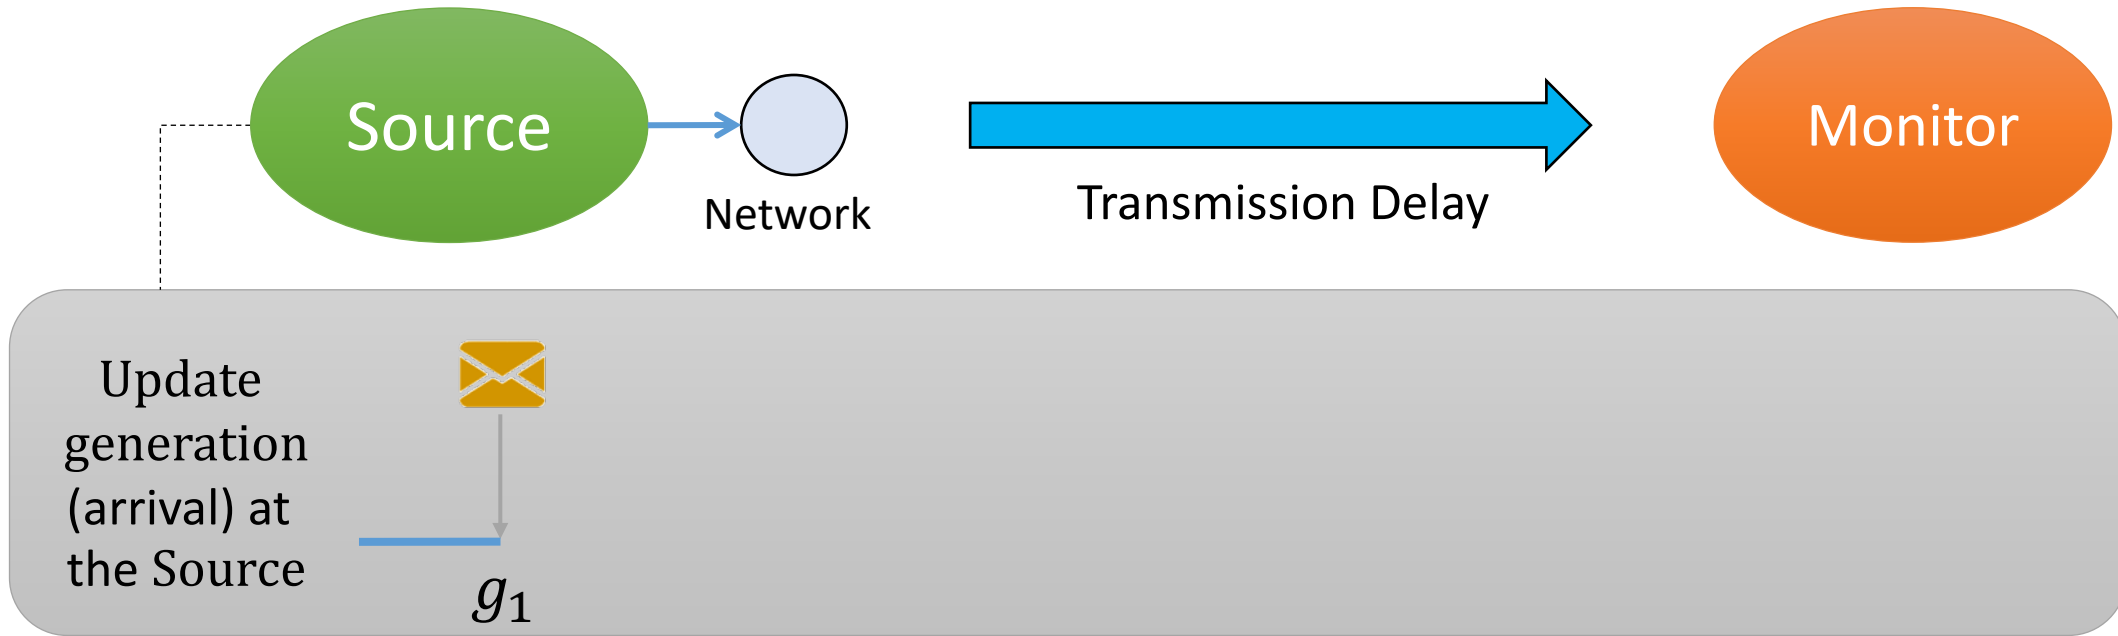 Source
Network
Transmission Delay
Monitor
Update
generation
(arrival) at
the Source
g₁